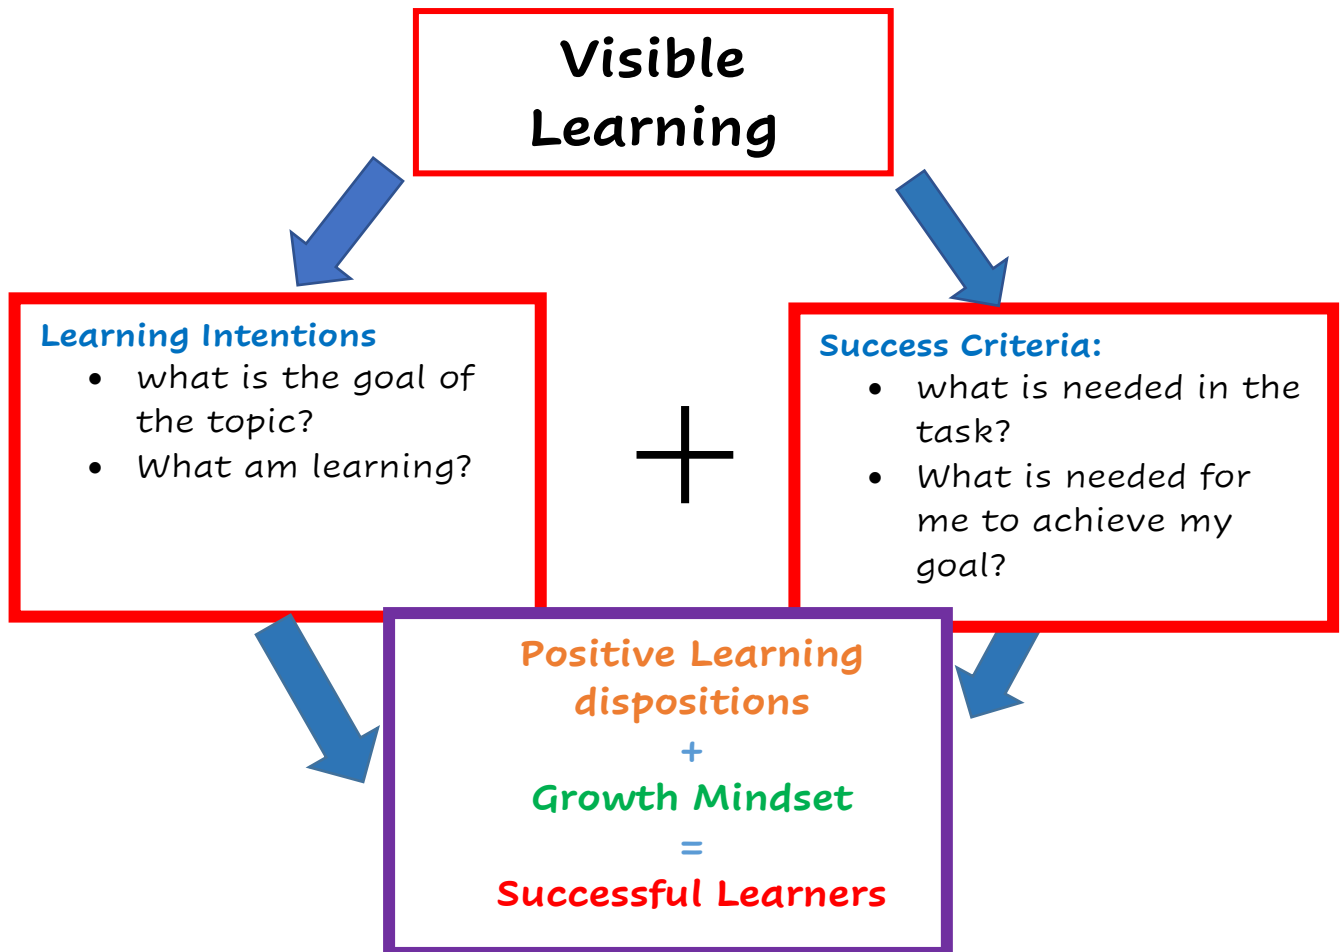 Visible
Learning
Learning Intentions
• what is the goal of
the topic?
• What am learning?
+
Success Criteria:
• what is needed in the
task?
• What is needed for
me to achieve my
goal?
Positive Learning
dispositions
+
Growth Mindset
=
Successful Learners